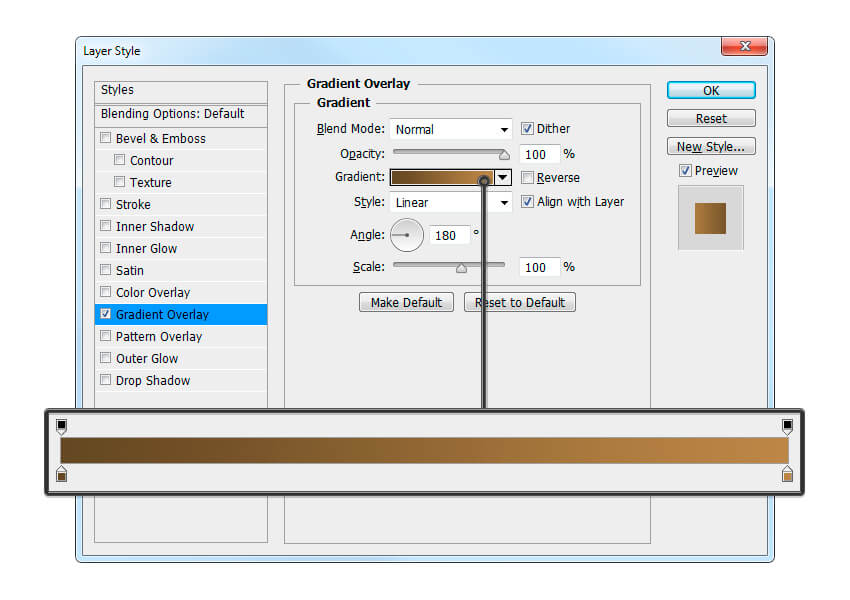 Layer Style
Styles
Blending Options: Default
Bevel & Emboss
Contour
Texture
Stroke
Inner Shadow
Inner Glow
Satin
Color Overlay
Gradient Overlay
Pattern Overlay
Outer Glow
Drop Shadow
Gradient Overlay
Gradient
Blend Mode: Normal Dither
Opacity: 100 %
Gradient: Reverse
Style: Linear Align with Layer
Angle: 180 °
Scale: 100 %
Make Default Reset to Default
OK
Reset
New Style...
Preview